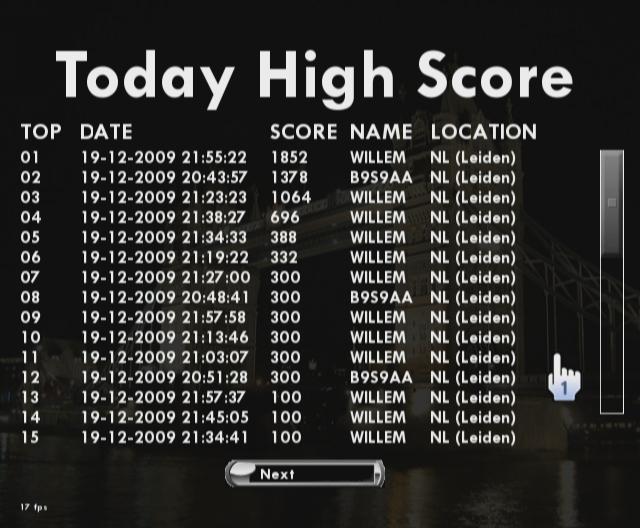 Today High Score
TOP DATE SCORE NAME LOCATION
01 19-12-2009 21:55:22 1852 WILLEM NL (Leiden)
02 19-12-2009 20:43:57 1378 B9S9AA NL (Leiden)
03 19-12-2009 21:23:23 1064 WILLEM NL (Leiden)
04 19-12-2009 21:38:27 696 WILLEM NL (Leiden)
05 19-12-2009 21:34:33 388 WILLEM NL (Leiden)
06 19-12-2009 21:19:22 332 WILLEM NL (Leiden)
07 19-12-2009 21:27:00 300 WILLEM NL (Leiden)
08 19-12-2009 20:48:41 300 B9S9AA NL (Leiden)
09 19-12-2009 21:57:58 300 WILLEM NL (Leiden)
10 19-12-2009 21:13:46 300 WILLEM NL (Leiden)
11 19-12-2009 21:03:07 300 WILLEM NL (Leiden)
12 19-12-2009 20:51:28 300 B9S9AA NL (Leiden)
13 19-12-2009 21:57:37 100 WILLEM NL (Leiden)
14 19-12-2009 21:45:05 100 WILLEM NL (Leiden)
15 19-12-2009 21:34:41 100 WILLEM NL (Leiden)
1
Next
17 fps